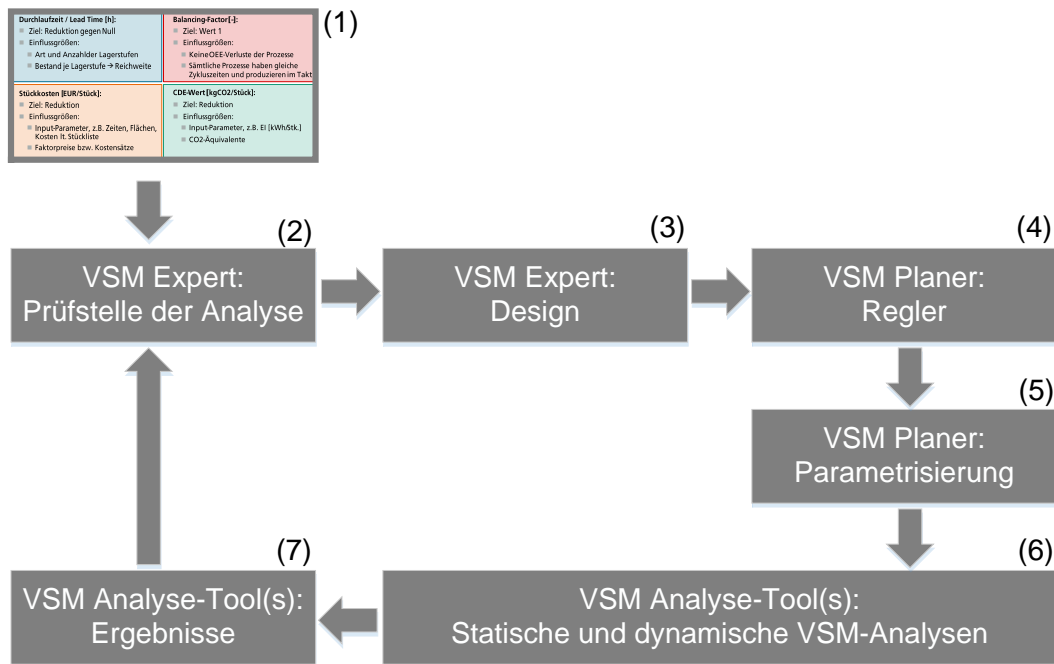 (1)
Durchlaufzeit / Lead Time [h]:
Ziel: Reduktion gegen Null
Einflussgrößen:
Art und Anzahlder Lagerstufen
Bestand je Lagerstufe → Reichweite
Balancing-Factor [-]:
Ziel: Wert 1
Einflussgrößen:
Keine OEE-Verluste der Prozesse
Sämtliche Prozesse haben gleiche
Zykluszeiten und produzieren im Takt
Stückkosten [EUR/Stück]:
Ziel: Reduktion
Einflussgrößen:
Input-Parameter, z.B. Zeiten, Flächen,
Kosten lt. Stückliste
Faktorpreise bzw. Kostensätze
CDE-Wert [kgCO2/Stück]:
Ziel: Reduktion
Einflussgrößen:
Input-Parameter, z.B. EI [kWh/Stk.]
CO2-Äquivalente
(2)
VSM Expert:
Prüfstelle der Analyse
(3)
VSM Expert:
Design
(4)
VSM Planer:
Regler
(5)
VSM Planer:
Parametrisierung
(6)
VSM Analyse-Tool(s):
Statische und dynamische VSM-Analysen
(7)
VSM Analyse-Tool(s):
Ergebnisse